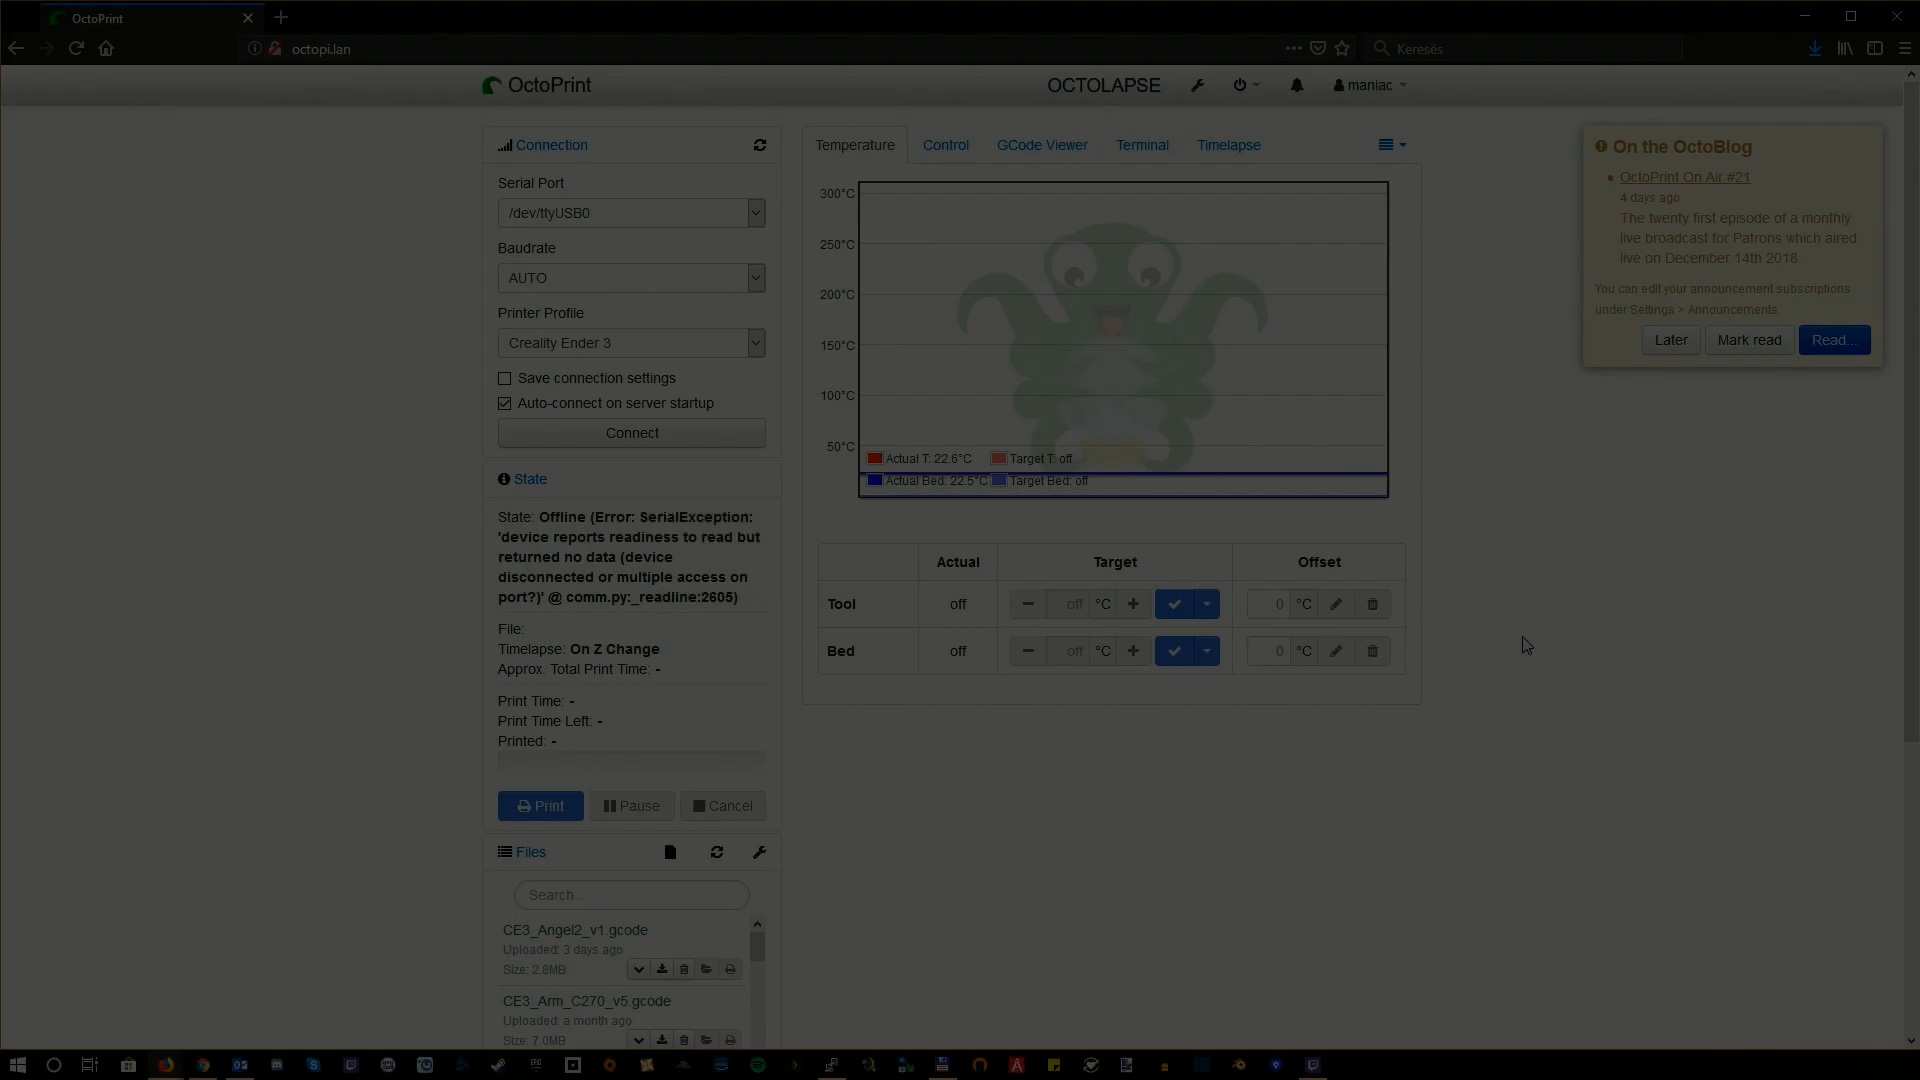 OctoPrint
octopi.lan
Keresés
OctoPrint
OCTOLAPSE
maniac
Connection
Serial Port
/dev/ttyUSB0
Baudrate
AUTO
Printer Profile
Creality Ender 3
Save connection settings
Auto-connect on server startup
Connect
State
State: Offline (Error: SerialException:
'device reports readiness to read but
returned no data (device
disconnected or multiple access on
port?)' @ comm.py:_readline:2605)
File:
Timelapse: On Z Change
Approx. Total Print Time: -
Print Time: -
Print Time Left: -
Printed: -
Print
Pause
Cancel
Files
Search...
CE3_Angel2_v1.gcode
Uploaded: 3 days ago
Size: 2.8MB
CE3_Arm_C270_v5.gcode
Uploaded: a month ago
Size: 7.0MB
Temperature
Control
GCode Viewer
Terminal
Timelapse
300°C
250°C
200°C
150°C
100°C
50°C
Actual T: 22.6°C
Target T: off
Actual Bed: 22.5°C
Target Bed: off
Actual
Target
Offset
Tool
off
off °C
0 °C
Bed
off
off °C
0 °C
On the OctoBlog
OctoPrint On Air #21
4 days ago
The twenty first episode of a monthly
live broadcast for Patrons which aired
live on December 14th 2018.
You can edit your announcement subscriptions
under Settings > Announcements.
Later
Mark read
Read...